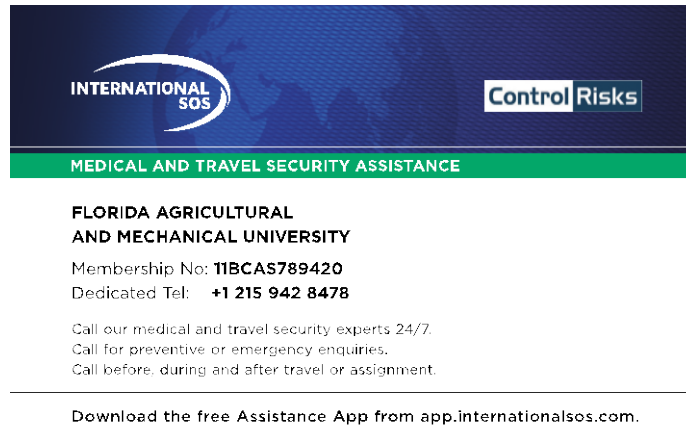 INTERNATIONAL
SOS
Control Risks
MEDICAL AND TRAVEL SECURITY ASSISTANCE
FLORIDA AGRICULTURAL
AND MECHANICAL UNIVERSITY
Membership No: 11BCAS789420
Dedicated Tel: +1 215 942 8478
Call our medical and travel security experts 24/7.
Call for preventive or emergency enquiries.
Call before, during and after travel or assignment.
Download the free Assistance App from app.internationalsos.com.